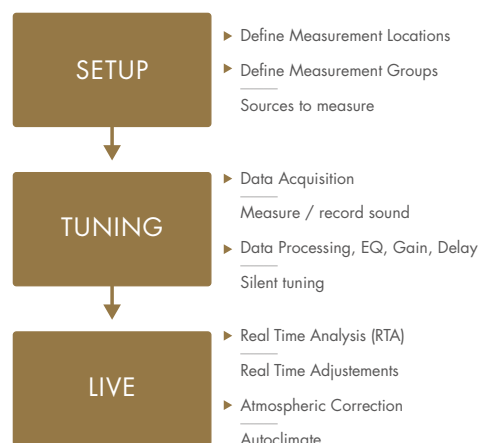 SETUP
Define Measurement Locations
Define Measurement Groups
Sources to measure
TUNING
Data Acquisition
Measure / record sound
Data Processing, EQ, Gain, Delay
Silent tuning
LIVE
Real Time Analysis (RTA)
Real Time Adjustements
Atmospheric Correction
Autoclimate